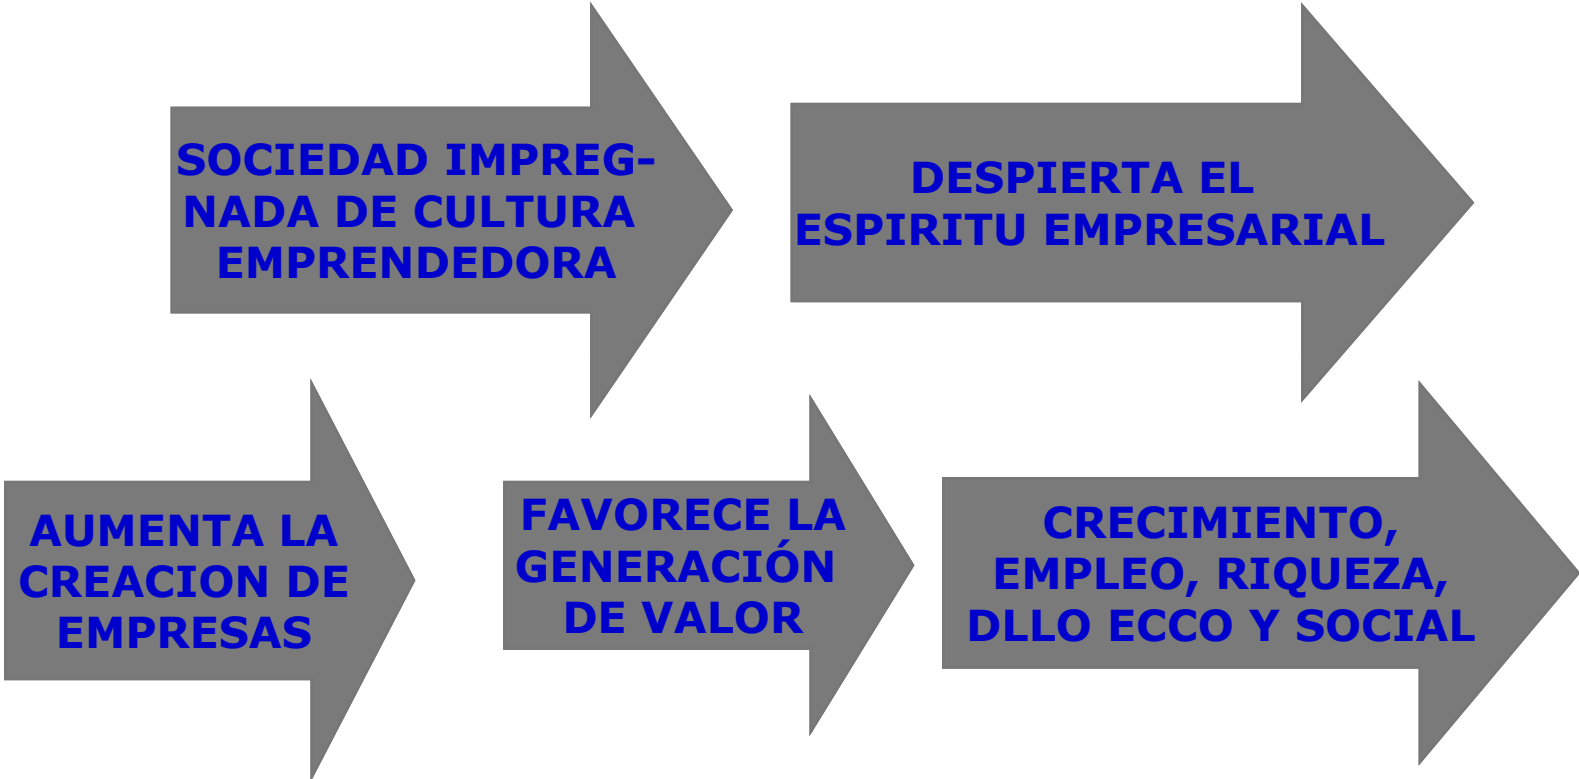 SOCIEDAD IMPREG-
NADA DE CULTURA
EMPRENDEDORA
DESPIERTA EL
ESPIRITU EMPRESARIAL
AUMENTA LA
CREACION DE
EMPRESAS
FAVORECE LA
GENERACIÓN
DE VALOR
CRECIMIENTO,
EMPLEO, RIQUEZA,
DLLO ECCO Y SOCIAL